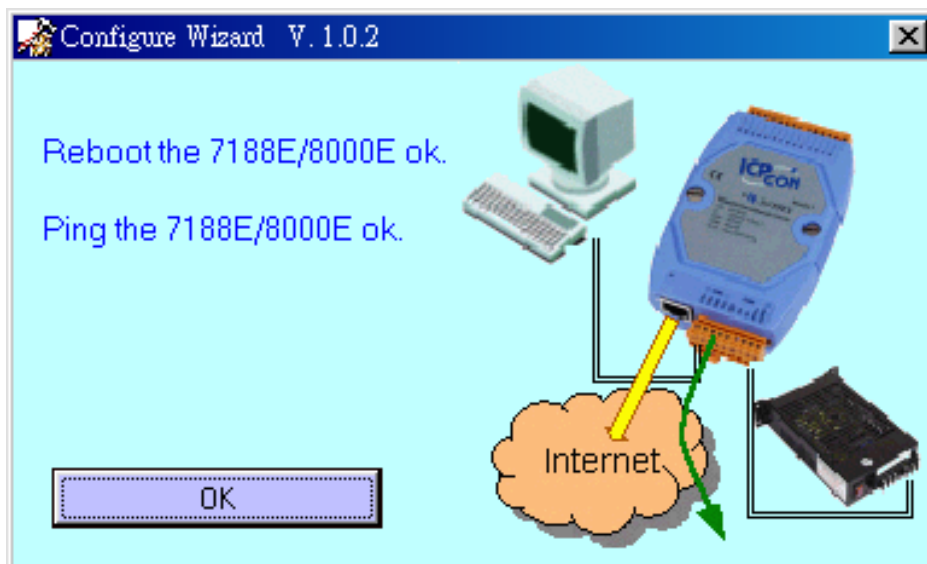 Configure Wizard V. 1.0.2
Reboot the 7188E/8000E ok.
Ping the 7188E/8000E ok.
ICP
CON
Internet
OK